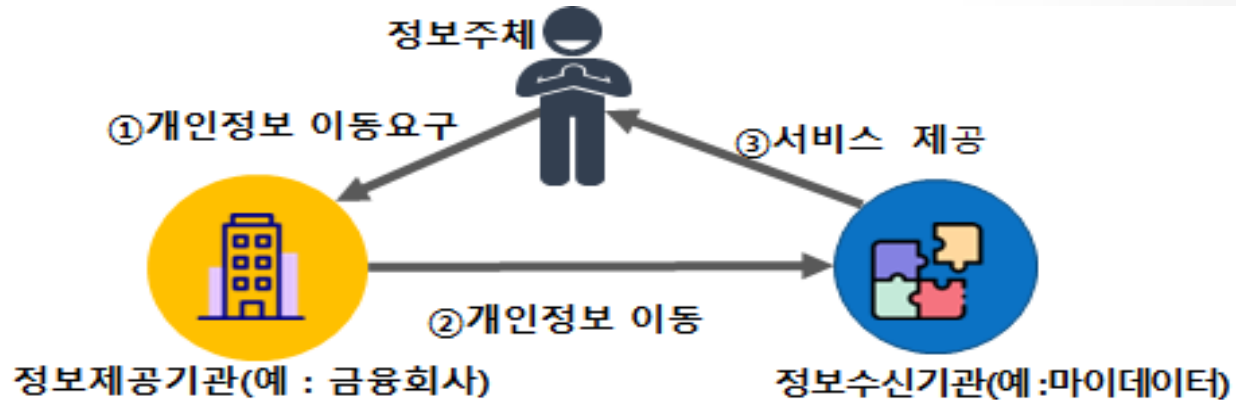 정보주체
①개인정보 이동요구
③서비스 제공
②개인정보 이동
정보제공기관(예 : 금융회사)
정보수신기관(예 :마이데이터)